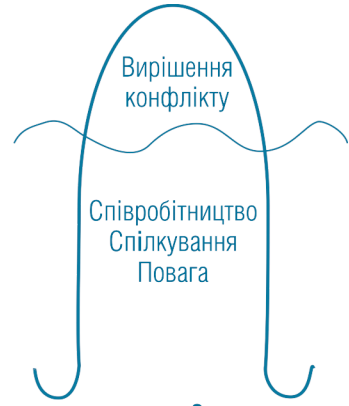 Вирішення
конфлікту
Співробітництво
Спілкування
Повага